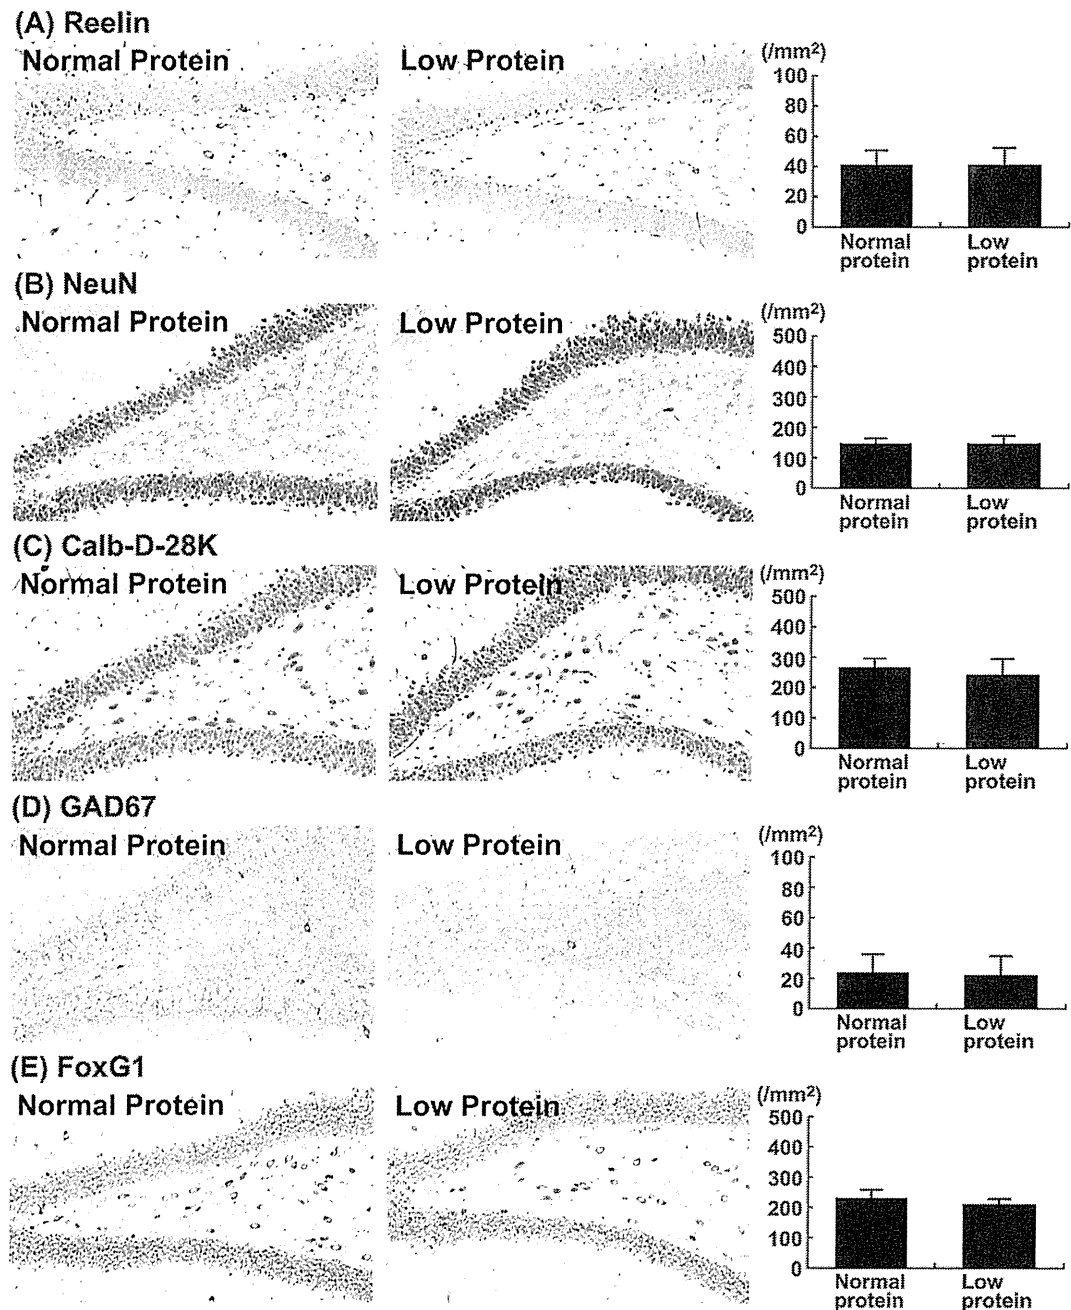 (A) Reelin
Normal Protein
Low Protein
(/mm²)
100
80
60
40
20
0
Normal protein
Low protein
(B) NeuN
Normal Protein
Low Protein
(/mm²)
500
400
300
200
100
0
Normal protein
Low protein
(C) Calb-D-28K
Normal Protein
Low Protein
(/mm²)
500
400
300
200
100
0
Normal protein
Low protein
(D) GAD67
Normal Protein
Low Protein
(/mm²)
100
80
60
40
20
0
Normal protein
Low protein
(E) FoxG1
Normal Protein
Low Protein
(/mm²)
500
400
300
200
100
0
Normal protein
Low protein